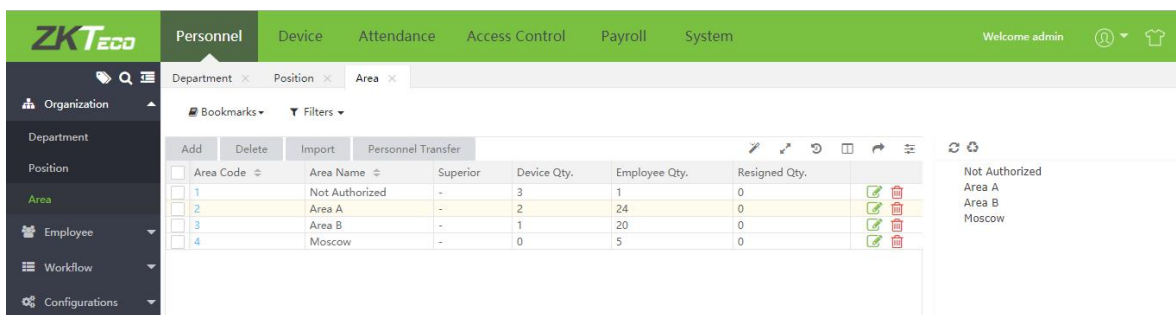 ZKTeco Personnel Device Attendance Access Control Payroll System Welcome admin
Department Position Area
Organization
Bookmarks Filters
Department
Position
Area
Employee
Workflow
Configurations
Add Delete Import Personnel Transfer
Area Code Area Name Superior Device Qty. Employee Qty. Resigned Qty.
1 Not Authorized - 3 1 0
2 Area A - 2 24 0
3 Area B - 1 20 0
4 Moscow - 0 5 0
Not Authorized
Area A
Area B
Moscow